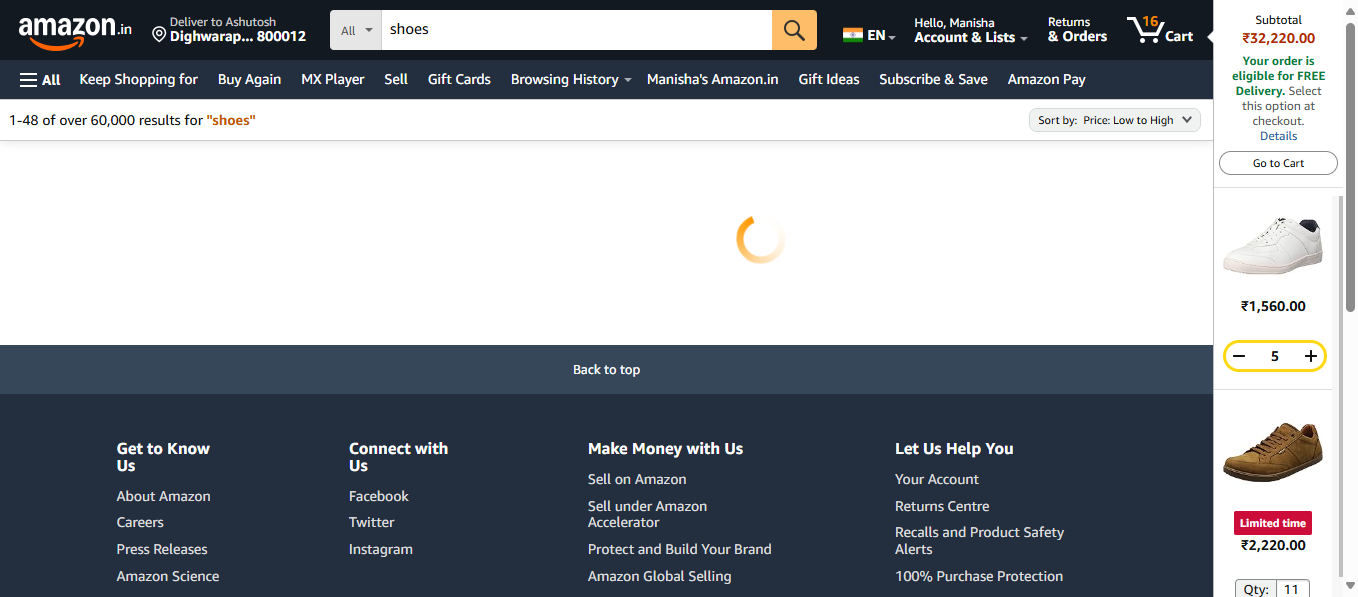 amazon.in
Deliver to Ashutosh
Dighwarap... 800012
All
shoes
EN
Hello, Manisha
Account & Lists
Returns
& Orders
16
Cart
All
Keep Shopping for
Buy Again
MX Player
Sell
Gift Cards
Browsing History
Manisha's Amazon.in
Gift Ideas
Subscribe & Save
Amazon Pay
1-48 of over 60,000 results for "shoes"
Sort by: Price: Low to High
Subtotal
₹32,220.00
Your order is
eligible for FREE
Delivery. Select
this option at
checkout.
Details
Go to Cart
₹1,560.00
5
Limited time
₹2,220.00
Qty: 11
Back to top
Get to Know
Us
About Amazon
Careers
Press Releases
Amazon Science
Connect with
Us
Facebook
Twitter
Instagram
Make Money with Us
Sell on Amazon
Sell under Amazon
Accelerator
Protect and Build Your Brand
Amazon Global Selling
Let Us Help You
Your Account
Returns Centre
Recalls and Product Safety
Alerts
100% Purchase Protection